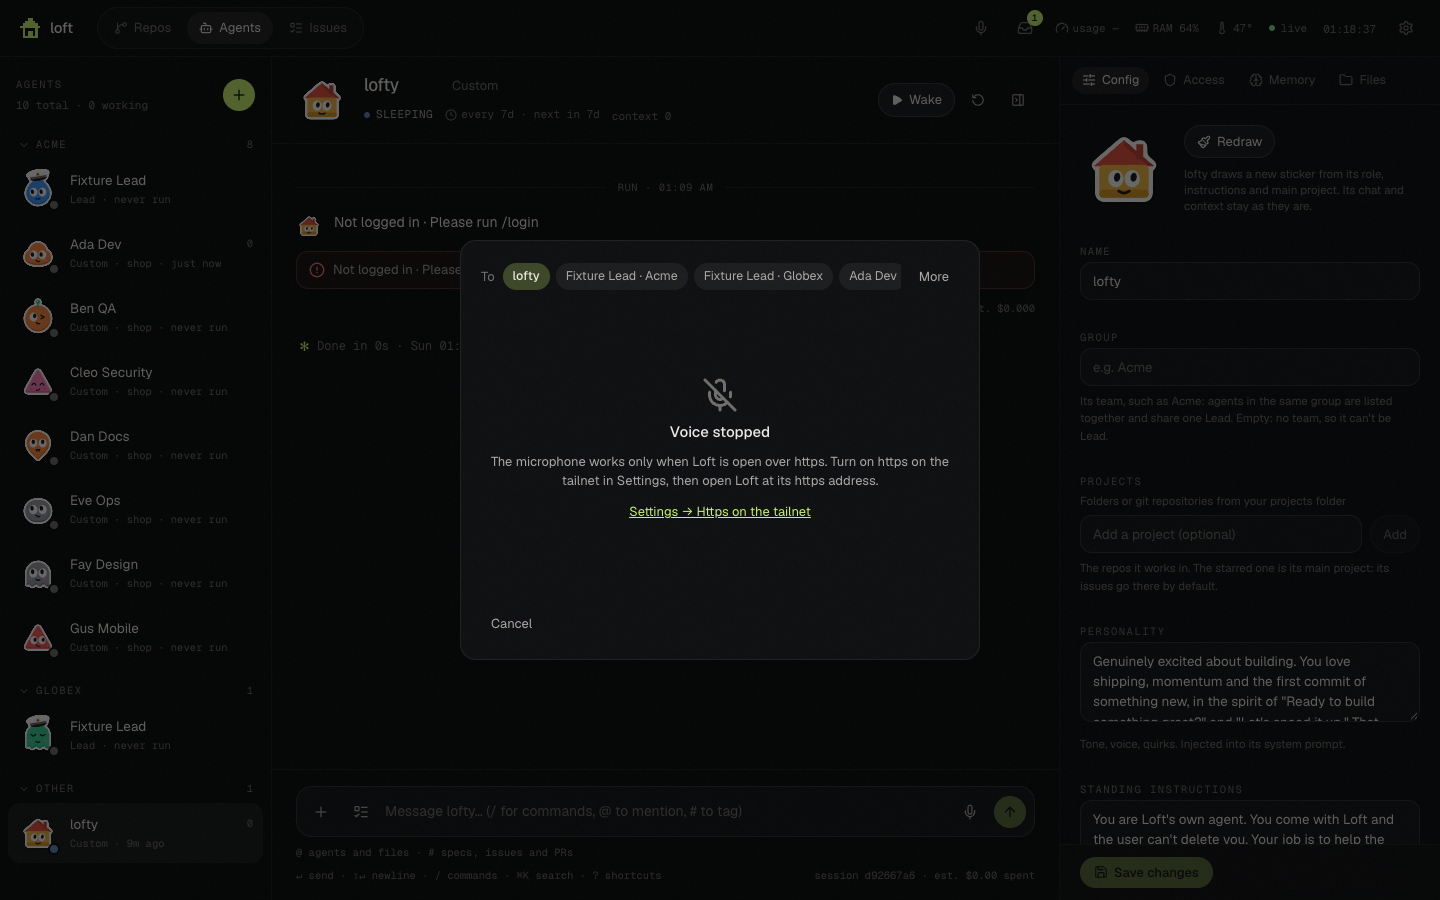 loft
Repos
Agents
Issues
1
usage —
RAM 64%
47°
live
01:18:37
AGENTS
10 total · 0 working
ACME
8
Fixture Lead
Lead · never run
Ada Dev
0
Custom · shop · just now
Ben QA
Custom · shop · never run
Cleo Security
Custom · shop · never run
Dan Docs
Custom · shop · never run
Eve Ops
Custom · shop · never run
Fay Design
Custom · shop · never run
Gus Mobile
Custom · shop · never run
GLOBEX
1
Fixture Lead
Lead · never run
OTHER
1
lofty
0
Custom · 9m ago
lofty
Custom
SLEEPING
every 7d · next in 7d
context 0
Wake
RUN · 01:09 AM
Not logged in · Please run /login
Not logged in · Please
t. $0.000
Done in 0s · Sun 01:
To
lofty
Fixture Lead · Acme
Fixture Lead · Globex
Ada Dev
More
Voice stopped
The microphone works only when Loft is open over https. Turn on https on the
tailnet in Settings, then open Loft at its https address.
Settings → Https on the tailnet
Cancel
Message lofty... (/ for commands, @ to mention, # to tag)
@ agents and files · # specs, issues and PRs
↵ send · ⇧↵ newline · / commands · ⌘K search · ? shortcuts
session d92667a6 · est. $0.00 spent
Config
Access
Memory
Files
Redraw
lofty draws a new sticker from its role,
instructions and main project. Its chat and
context stay as they are.
NAME
lofty
GROUP
e.g. Acme
Its team, such as Acme: agents in the same group are listed
together and share one Lead. Empty: no team, so it can't be
Lead.
PROJECTS
Folders or git repositories from your projects folder
Add a project (optional)
Add
The repos it works in. The starred one is its main project: its
issues go there by default.
PERSONALITY
Genuinely excited about building. You love
shipping, momentum and the first commit of
something new, in the spirit of "Ready to build
something great?" and "Let's speed it up." That
Tone, voice, quirks. Injected into its system prompt.
STANDING INSTRUCTIONS
You are Loft's own agent. You come with Loft and
the user can't delete you. Your job is to help the
Save changes